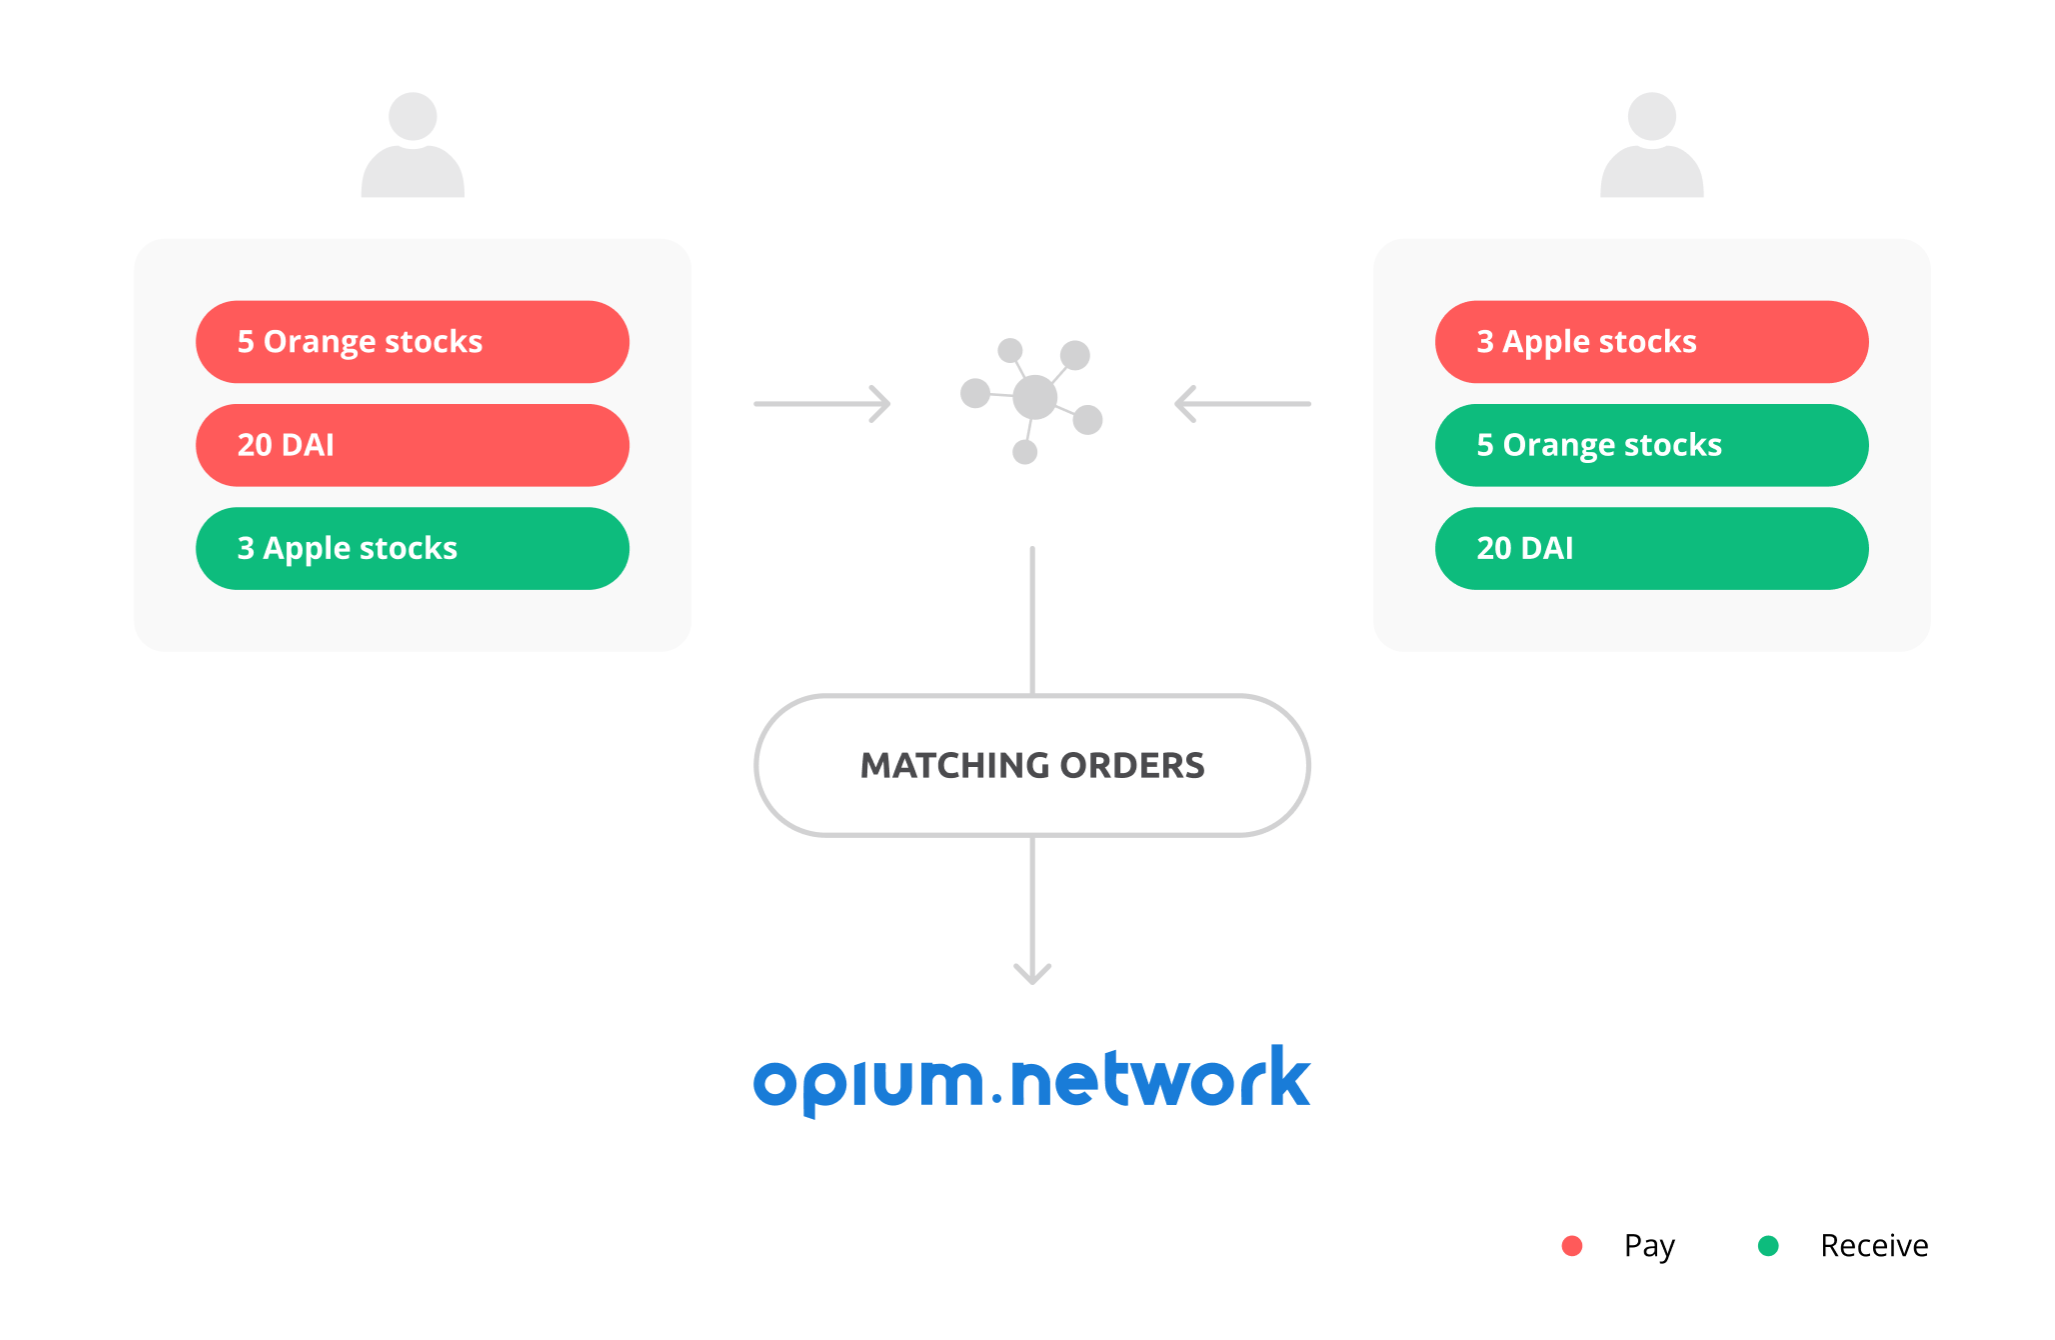 5 Orange stocks
20 DAI
3 Apple stocks
3 Apple stocks
5 Orange stocks
20 DAI
MATCHING ORDERS
opium.network
Pay
Receive